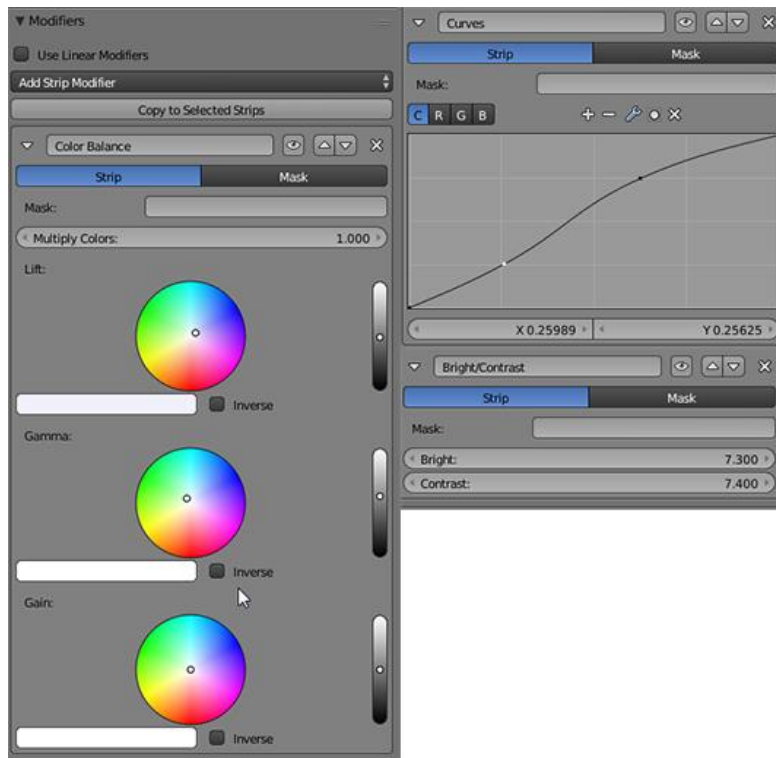 Modifiers
Use Linear Modifiers
Add Strip Modifier
Copy to Selected Strips
Color Balance
Strip Mask
Mask:
Multiply Colors: 1.000
Lift:
Inverse
Gamma:
Inverse
Gain:
Inverse
Curves
Strip Mask
Mask:
C R G B
X 0.25989 Y 0.25625
Bright/Contrast
Strip Mask
Mask:
Bright: 7.300
Contrast: 7.400